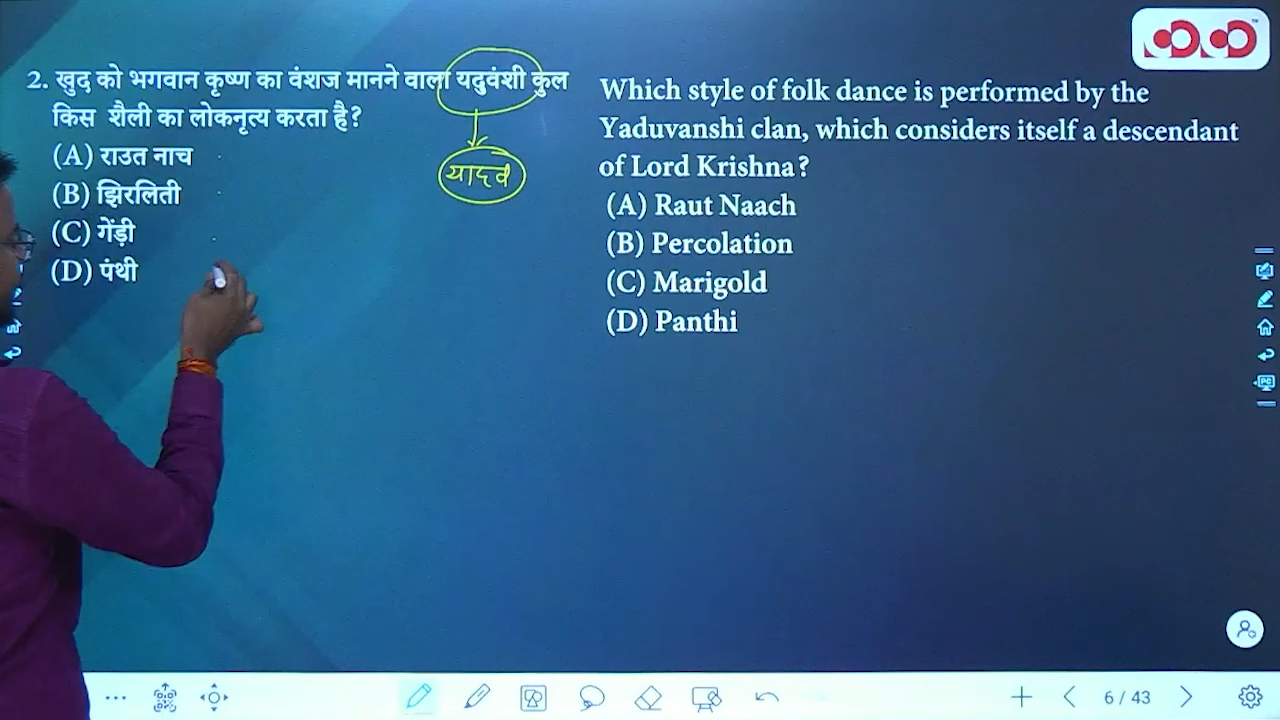 2. खुद को भगवान कृष्ण का वंशज मानने वाला यदुवंशी कुल
किस शैली का लोकनृत्य करता है?
(A) राउत नाच
(B) झिरलिती
(C) गेंड़ी
(D) पंथी
यादव
Which style of folk dance is performed by the
Yaduvanshi clan, which considers itself a descendant
of Lord Krishna?
(A) Raut Naach
(B) Percolation
(C) Marigold
(D) Panthi
PC
6 / 43